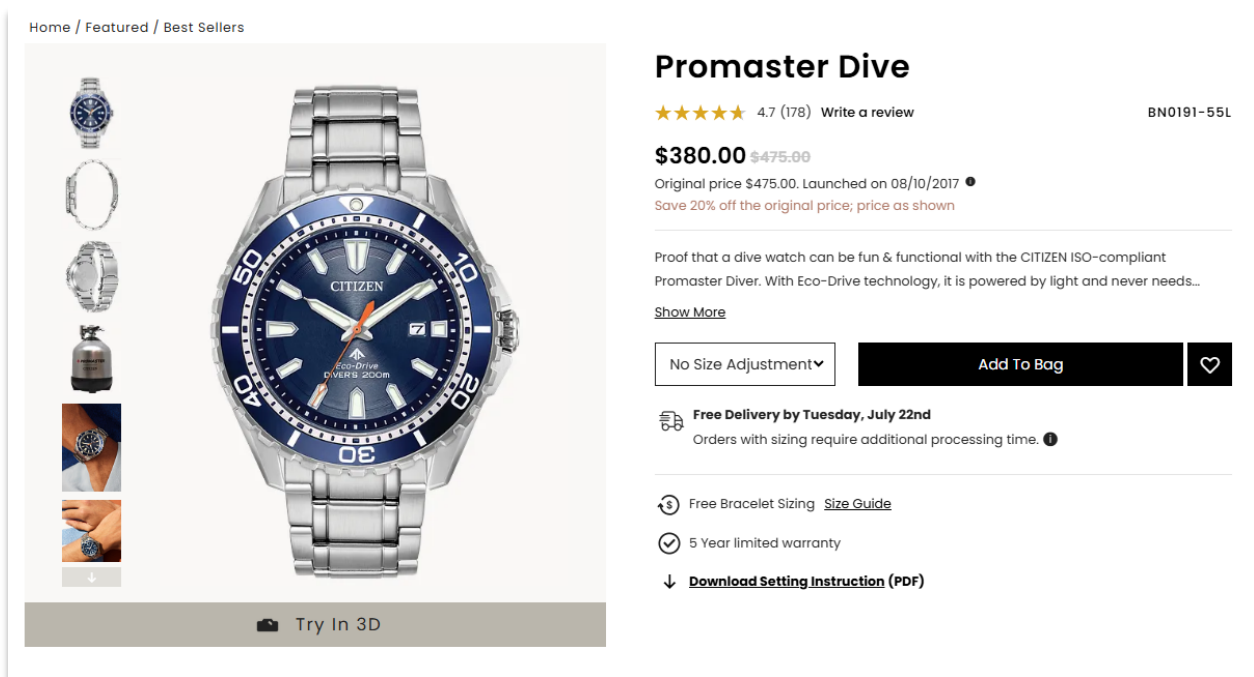 Home / Featured / Best Sellers
Promaster Dive
4.7 (178) Write a review
BN0191-55L
$380.00 $475.00
Original price $475.00. Launched on 08/10/2017
Save 20% off the original price; price as shown
Proof that a dive watch can be fun & functional with the CITIZEN ISO-compliant
Promaster Diver. With Eco-Drive technology, it is powered by light and never needs...
Show More
No Size Adjustment
Add To Bag
Free Delivery by Tuesday, July 22nd
Orders with sizing require additional processing time.
Free Bracelet Sizing Size Guide
5 Year limited warranty
Download Setting Instruction (PDF)
50
10
CITIZEN
7
Eco-Drive
DIVER'S 200m
40
20
30
Try In 3D